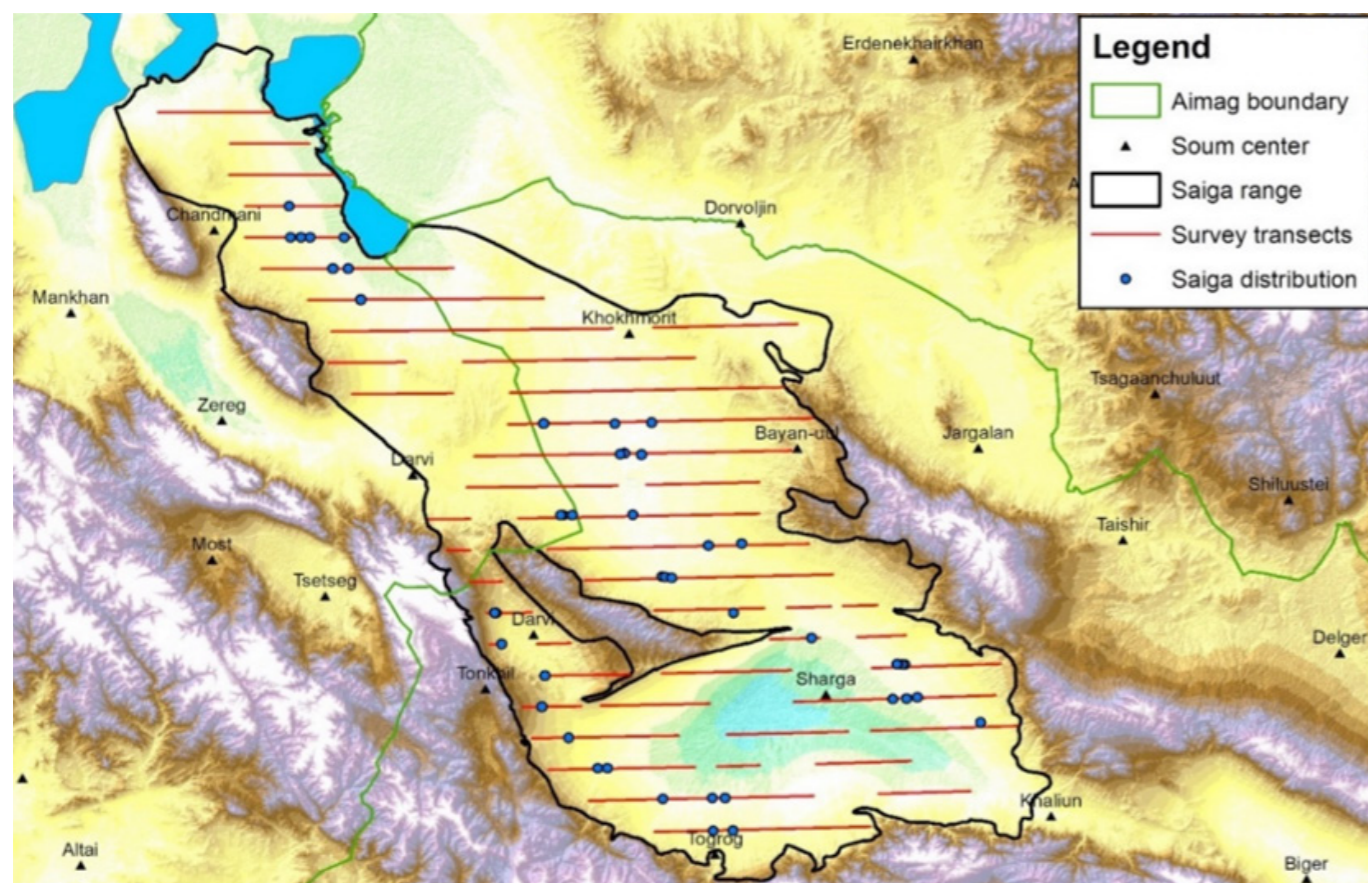 Erdenekhairkhan
Legend
Aimag boundary
Soum center
Saiga range
Survey transects
Saiga distribution
Dorvoljin
Chandmani
Mankhan
Khokhmorit
Tsagaanchuluut
Zereg
Bayan-uul
Jargalan
Darvi
Shiluustei
Taishir
Most
Tsetseg
Darvi
Delger
Tonkhil
Sharga
Khaliun
Togrog
Altai
Biger